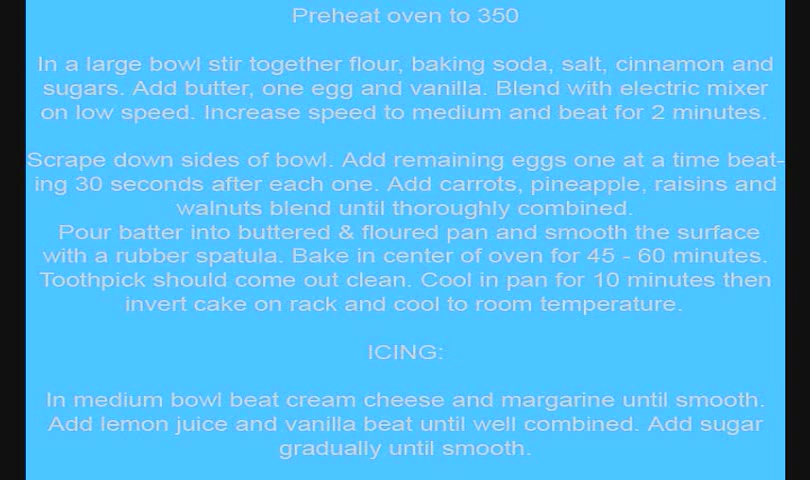 Preheat oven to 350
In a large bowl stir together flour, baking soda, salt, cinnamon and
sugars. Add butter, one egg and vanilla. Blend with electric mixer
on low speed. Increase speed to medium and beat for 2 minutes.
Scrape down sides of bowl. Add remaining eggs one at a time beat-
ing 30 seconds after each one. Add carrots, pineapple, raisins and
walnuts blend until thoroughly combined.
Pour batter into buttered & floured pan and smooth the surface
with a rubber spatula. Bake in center of oven for 45 - 60 minutes.
Toothpick should come out clean. Cool in pan for 10 minutes then
invert cake on rack and cool to room temperature.
ICING:
In medium bowl beat cream cheese and margarine until smooth.
Add lemon juice and vanilla beat until well combined. Add sugar
gradually until smooth.